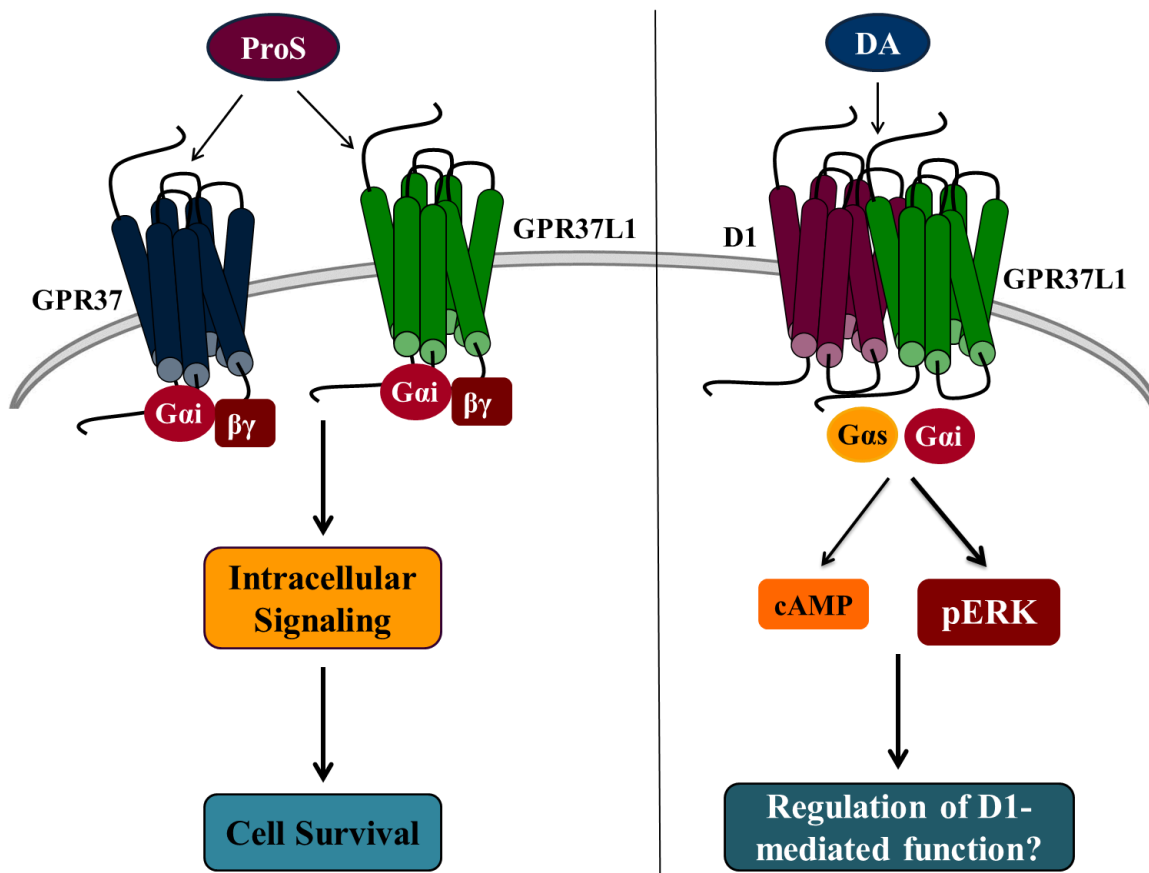 ProS
GPR37
GPR37L1
Gαi
βγ
Gαi
βγ
Intracellular
Signaling
Cell Survival
DA
D1
GPR37L1
Gαs
Gαi
cAMP
pERK
Regulation of D1-
mediated function?